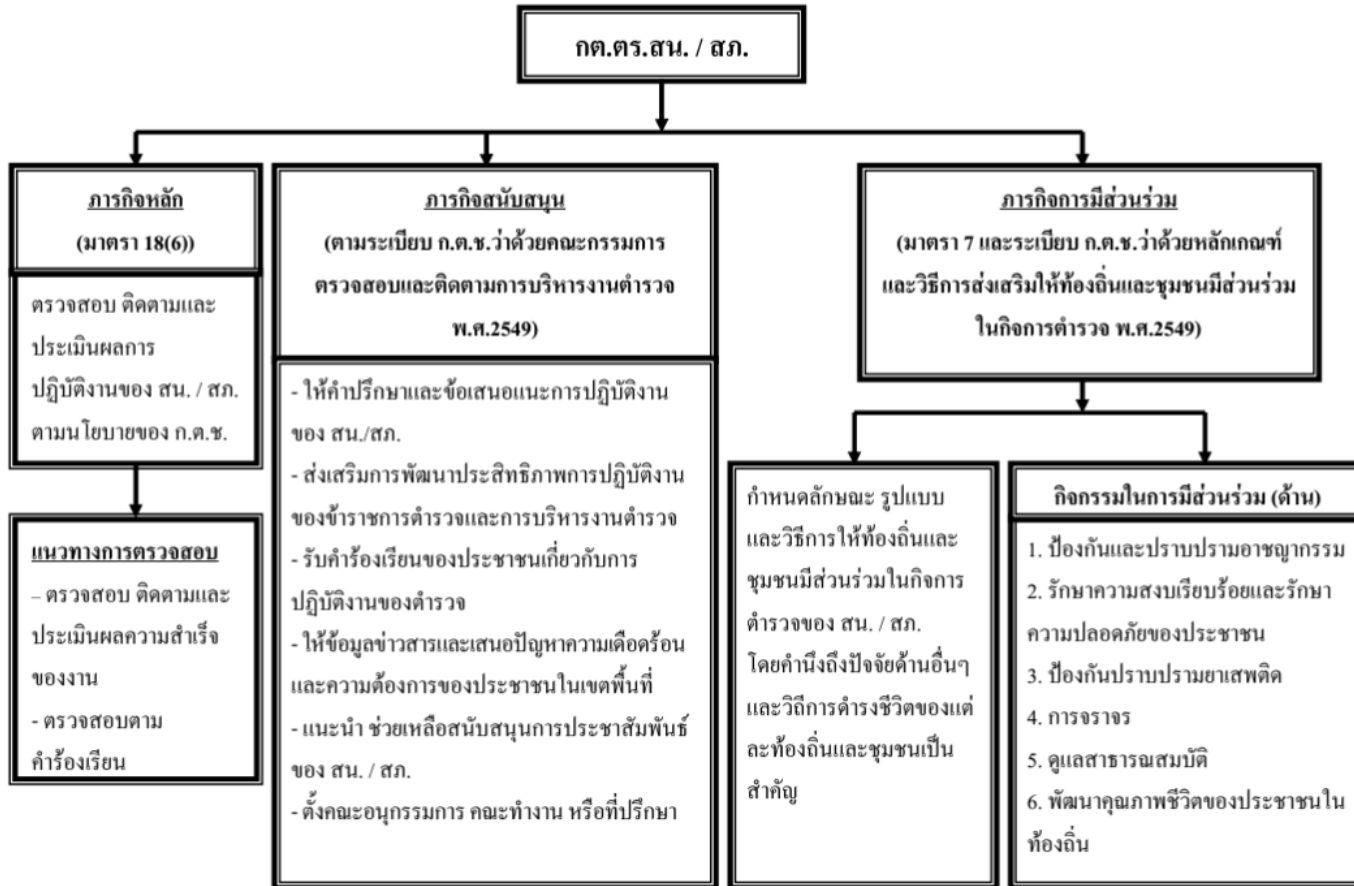 กต.ตร.สน. / สภ.
ภารกิจหลัก
(มาตรา 18(6))
ตรวจสอบ ติดตามและ
ประเมินผลการ
ปฏิบัติงานของ สน. / สภ.
ตามนโยบายของ ก.ต.ช.
แนวทางการตรวจสอบ
– ตรวจสอบ ติดตามและ
ประเมินผลความสำเร็จ
ของงาน
- ตรวจสอบตาม
คำร้องเรียน
ภารกิจสนับสนุน
(ตามระเบียบ ก.ต.ช.ว่าด้วยคณะกรรมการ
ตรวจสอบและติดตามการบริหารงานตำรวจ
พ.ศ.2549)
- ให้คำปรึกษาและข้อเสนอแนะการปฏิบัติงาน
ของ สน./สภ.
- ส่งเสริมการพัฒนาประสิทธิภาพการปฏิบัติงาน
ของข้าราชการตำรวจและการบริหารงานตำรวจ
- รับคำร้องเรียนของประชาชนเกี่ยวกับการ
ปฏิบัติงานของตำรวจ
- ให้ข้อมูลข่าวสารและเสนอปัญหาความเดือดร้อน
และความต้องการของประชาชนในเขตพื้นที่
- แนะนำ ช่วยเหลือสนับสนุนการประชาสัมพันธ์
ของ สน. / สภ.
- ตั้งคณะอนุกรรมการ คณะทำงาน หรือที่ปรึกษา
ภารกิจการมีส่วนร่วม
(มาตรา 7 และระเบียบ ก.ต.ช.ว่าด้วยหลักเกณฑ์
และวิธีการส่งเสริมให้ท้องถิ่นและชุมชนมีส่วนร่วม
ในกิจการตำรวจ พ.ศ.2549)
กำหนดลักษณะ รูปแบบ
และวิธีการให้ท้องถิ่นและ
ชุมชนมีส่วนร่วมในกิจการ
ตำรวจของ สน. / สภ.
โดยคำนึงถึงปัจจัยด้านอื่นๆ
และวิถีการดำรงชีวิตของแต่
ละท้องถิ่นและชุมชนเป็น
สำคัญ
กิจกรรมในการมีส่วนร่วม (ด้าน)
1. ป้องกันและปราบปรามอาชญากรรม
2. รักษาความสงบเรียบร้อยและรักษา
ความปลอดภัยของประชาชน
3. ป้องกันปราบปรามยาเสพติด
4. การจราจร
5. ดูแลสาธารณสมบัติ
6. พัฒนาคุณภาพชีวิตของประชาชนใน
ท้องถิ่น